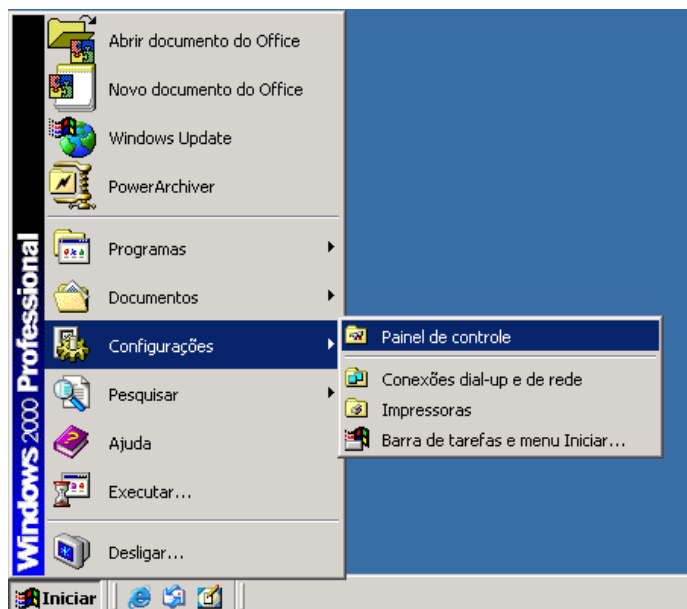 Abrir documento do Office
Novo documento do Office
Windows Update
PowerArchiver
Programas
Documentos
Configurações
Pesquisar
Ajuda
Executar...
Desligar...
Painel de controle
Conexões dial-up e de rede
Impressoras
Barra de tarefas e menu Iniciar...
Windows 2000 Professional
Iniciar